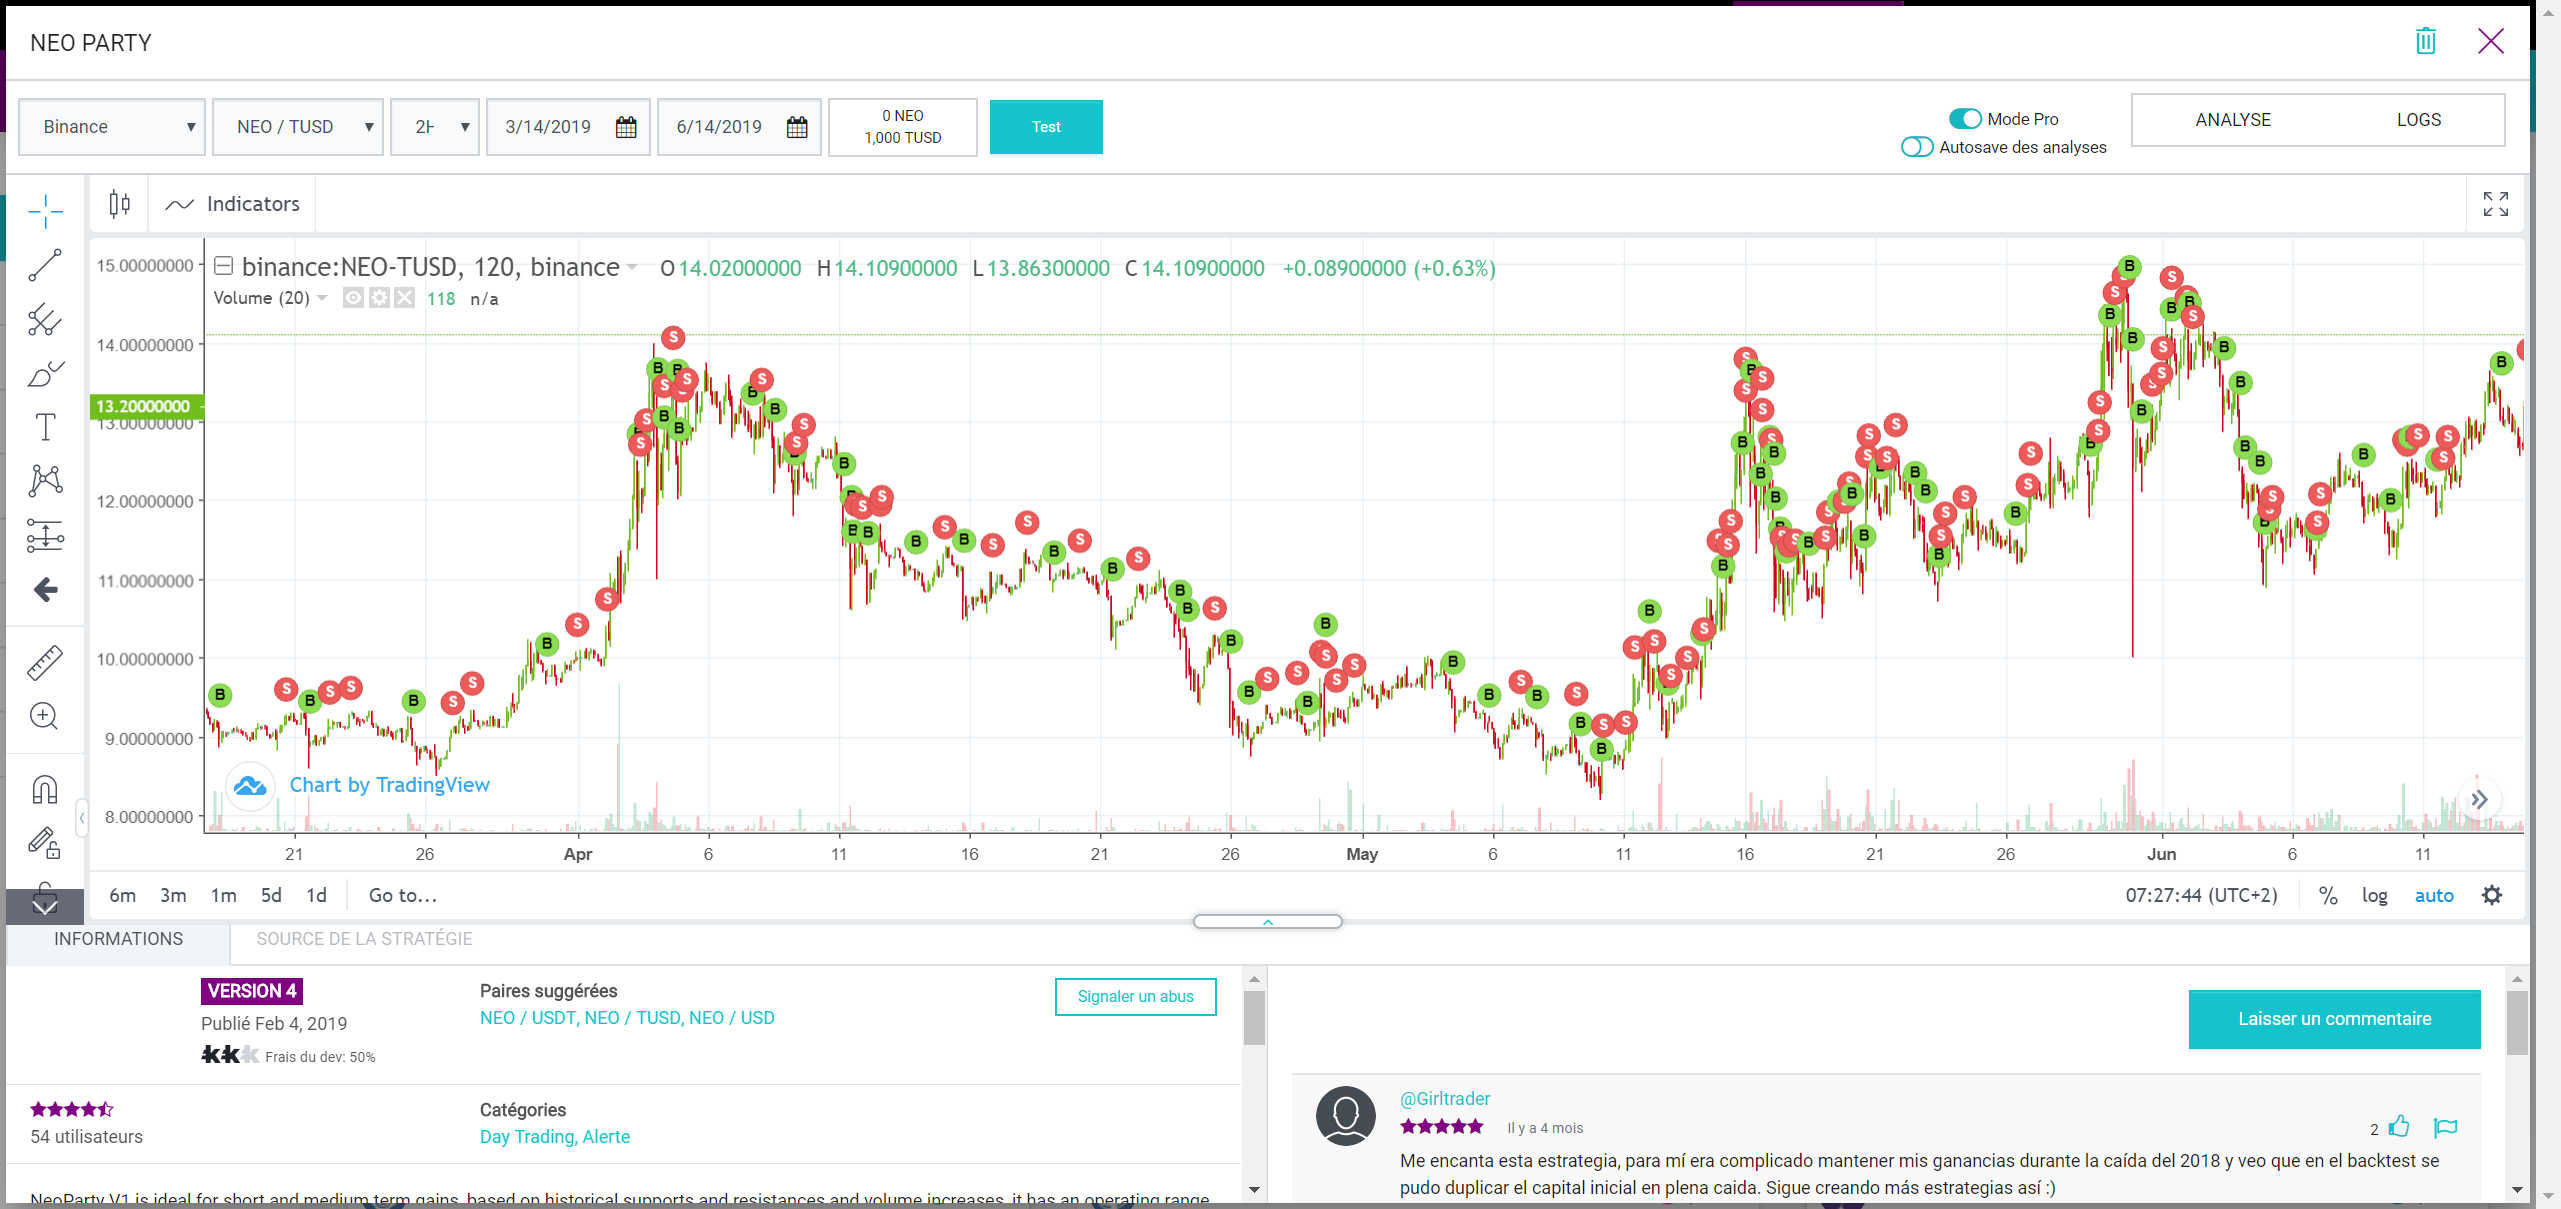 NEO PARTY
Binance
NEO / TUSD
2H
3/14/2019
6/14/2019
0 NEO
1,000 TUSD
Test
Mode Pro
Autosave des analyses
ANALYSE
LOGS
Indicators
binance:NEO-TUSD, 120, binance
O 14.02000000 H 14.10900000 L 13.86300000 C 14.10900000 +0.08900000 (+0.63%)
Volume (20)
118 n/a
15.00000000
14.00000000
13.20000000
13.00000000
12.00000000
11.00000000
10.00000000
9.00000000
8.00000000
Chart by TradingView
21 26 Apr 6 11 16 21 26 May 6 11 16 21 26 Jun 6 11
6m 3m 1m 5d 1d Go to...
07:27:44 (UTC+2) % log auto
INFORMATIONS
SOURCE DE LA STRATÉGIE
VERSION 4
Publié Feb 4, 2019
Frais du dev: 50%
Paires suggérées
NEO / USDT, NEO / TUSD, NEO / USD
Signaler un abus
54 utilisateurs
Catégories
Day Trading, Alerte
NeoParty V1 is ideal for short and medium term gains, based on historical supports and resistances and volume increases, it has an operating range
Laisser un commentaire
@Girltrader
Il y a 4 mois
2
Me encanta esta estrategia, para mí era complicado mantener mis ganancias durante la caída del 2018 y veo que en el backtest se
pudo duplicar el capital inicial en plena caida. Sigue creando más estrategias así :)